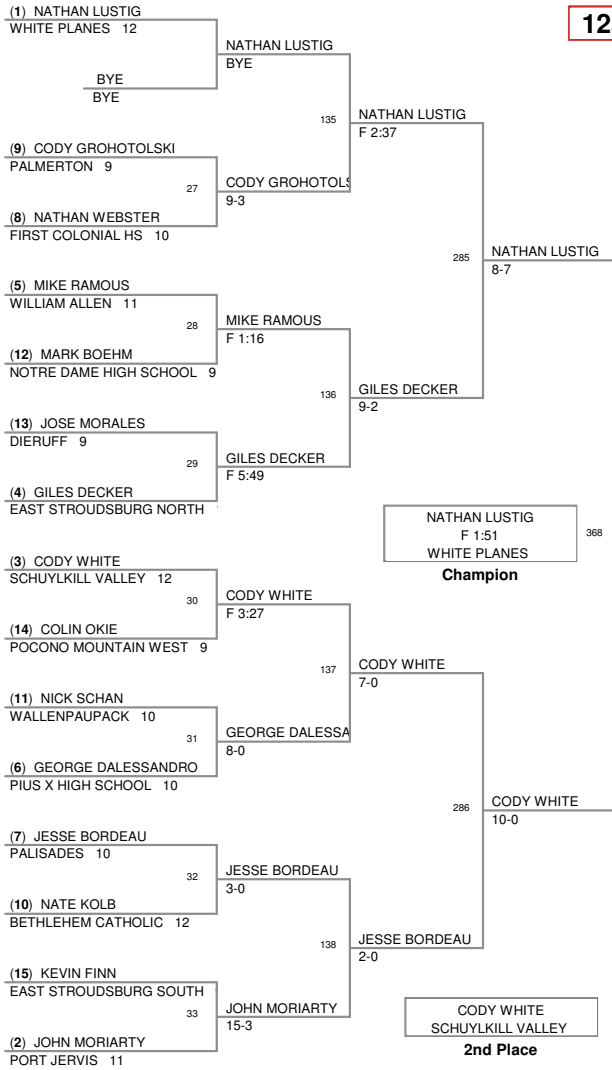 (1) NATHAN LUSTIG
WHITE PLANES 12
BYE
BYE
(9) CODY GROHOTOLSKI
PALMERTON 9
27
(8) NATHAN WEBSTER
FIRST COLONIAL HS 10
(5) MIKE RAMOUS
WILLIAM ALLEN 11
28
(12) MARK BOEHM
NOTRE DAME HIGH SCHOOL 9
(13) JOSE MORALES
DIERUFF 9
29
(4) GILES DECKER
EAST STROUDSBURG NORTH
(3) CODY WHITE
SCHUYLKILL VALLEY 12
30
(14) COLIN OKIE
POCONO MOUNTAIN WEST 9
(11) NICK SCHAN
WALLENPAUPACK 10
31
(6) GEORGE DALESSANDRO
PIUS X HIGH SCHOOL 10
(7) JESSE BORDEAU
PALISADES 10
32
(10) NATE KOLB
BETHLEHEM CATHOLIC 12
(15) KEVIN FINN
EAST STROUDSBURG SOUTH
33
(2) JOHN MORIARTY
PORT JERVIS 11
NATHAN LUSTIG
BYE
135
CODY GROHOTOLS
9-3
MIKE RAMOUS
F 1:16
136
GILES DECKER
F 5:49
CODY WHITE
F 3:27
137
GEORGE DALESSA
8-0
JESSE BORDEAU
3-0
138
JOHN MORIARTY
15-3
NATHAN LUSTIG
F 2:37
285
GILES DECKER
9-2
CODY WHITE
7-0
286
JESSE BORDEAU
2-0
12
NATHAN LUSTIG
8-7
NATHAN LUSTIG
F 1:51
WHITE PLANES
368
Champion
CODY WHITE
10-0
CODY WHITE
SCHUYLKILL VALLEY
2nd Place